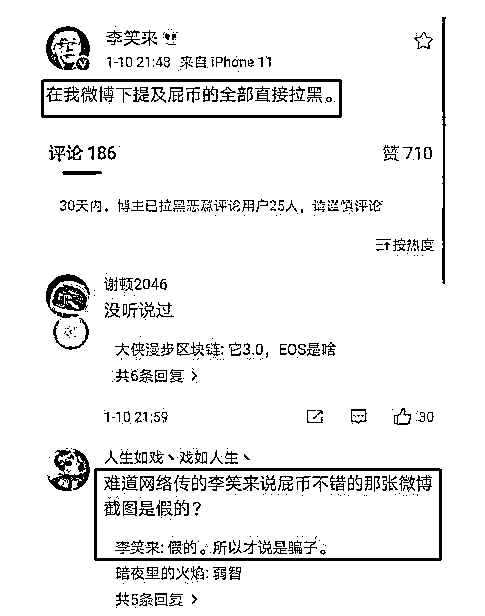 李笑来
1-10 21:48 来自 iPhone 11
在我微博下提及屁币的全部直接拉黑。
评论 186
赞 710
30天内，博主已拉黑恶意评论用户25人，请谨慎评论
按热度
谢顿2046
没听说过
大侠漫步区块链: 它3.0，EOS是啥
共6条回复 >
1-10 21:59
30
人生如戏丶戏如人生丶
难道网络传的李笑来说屁币不错的那张微博
截图是假的？
李笑来: 假的。所以才说是骗子。
暗夜里的火焰: 弱智
共5条回复 >